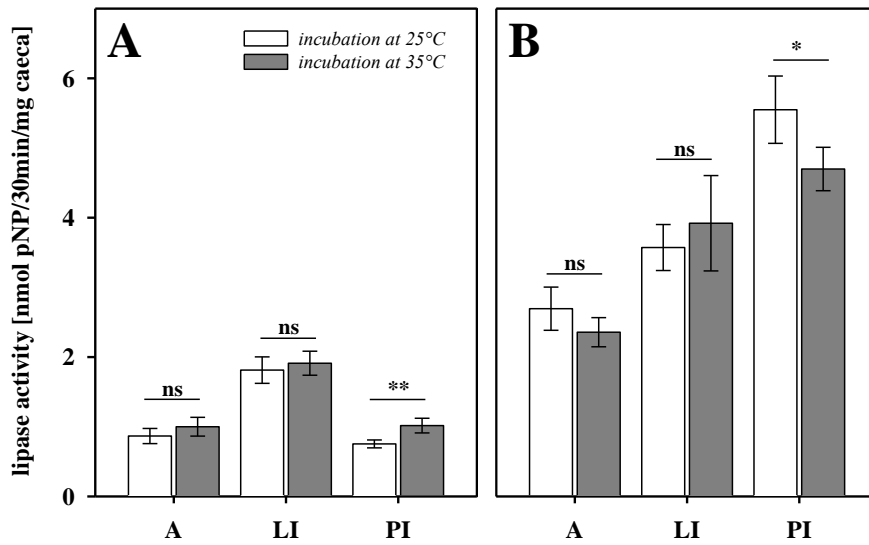 A
incubation at 25°C
incubation at 35°C
B
lipase activity [nmol pNP/30min/mg caeca]
6
4
2
0
ns
ns
**
ns
ns
*
A
LI
PI
A
LI
PI